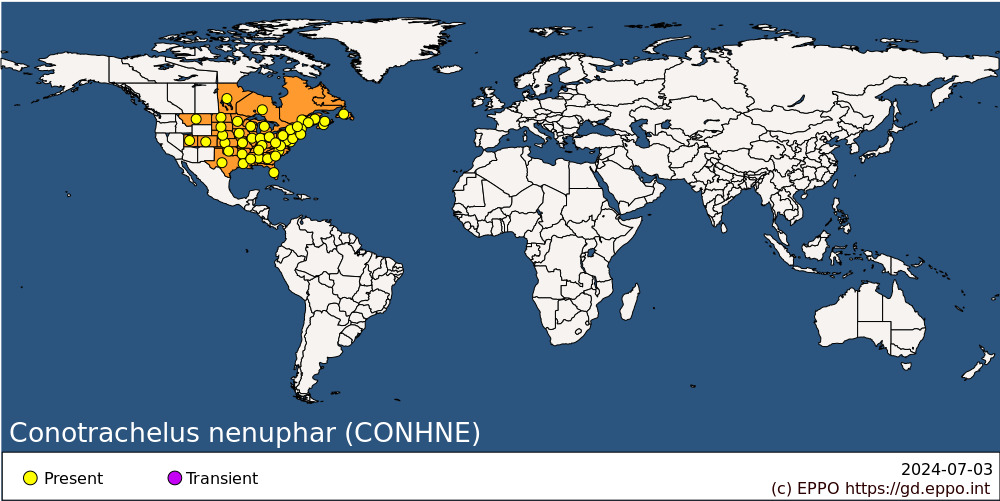 Conotrachelus nenuphar (CONHNE)
Present
Transient
2024-07-03
(c) EPPO https://gd.eppo.int